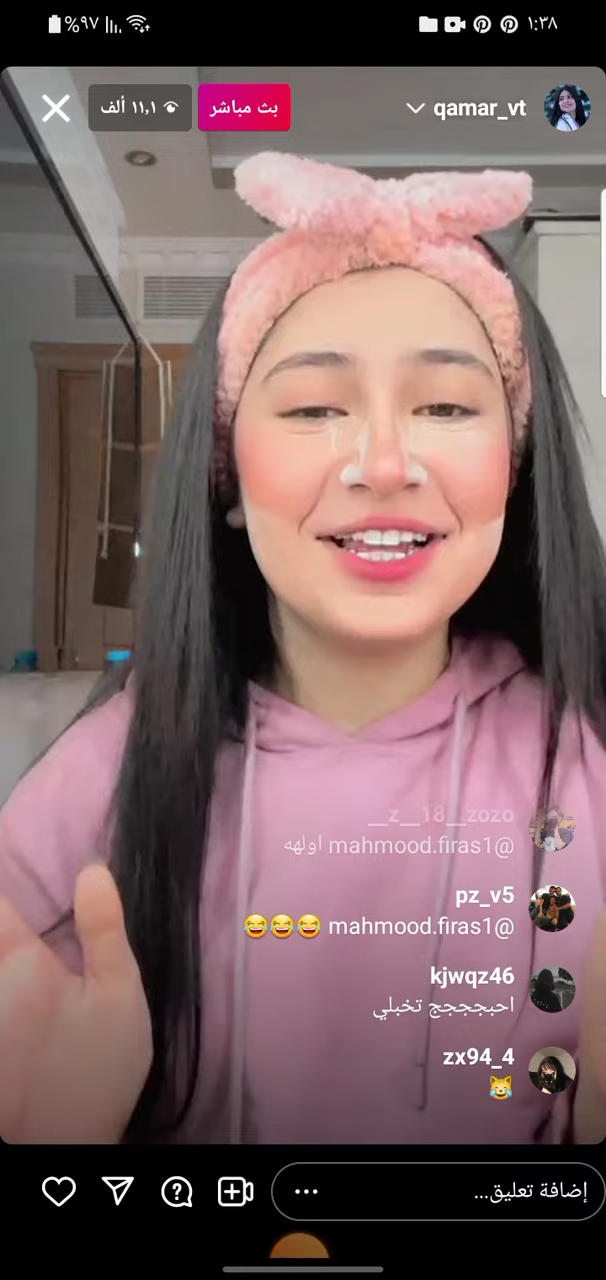 ١:٣٨
%٩٧
qamar_vt
بث مباشر
١١٫١ ألف
__z__18__zozo
@mahmood.firas1 اولهه
pz_v5
@mahmood.firas1 😂😂😂
kjwqz46
احبجججج تخبلي
zx94_4
😹
إضافة تعليق...